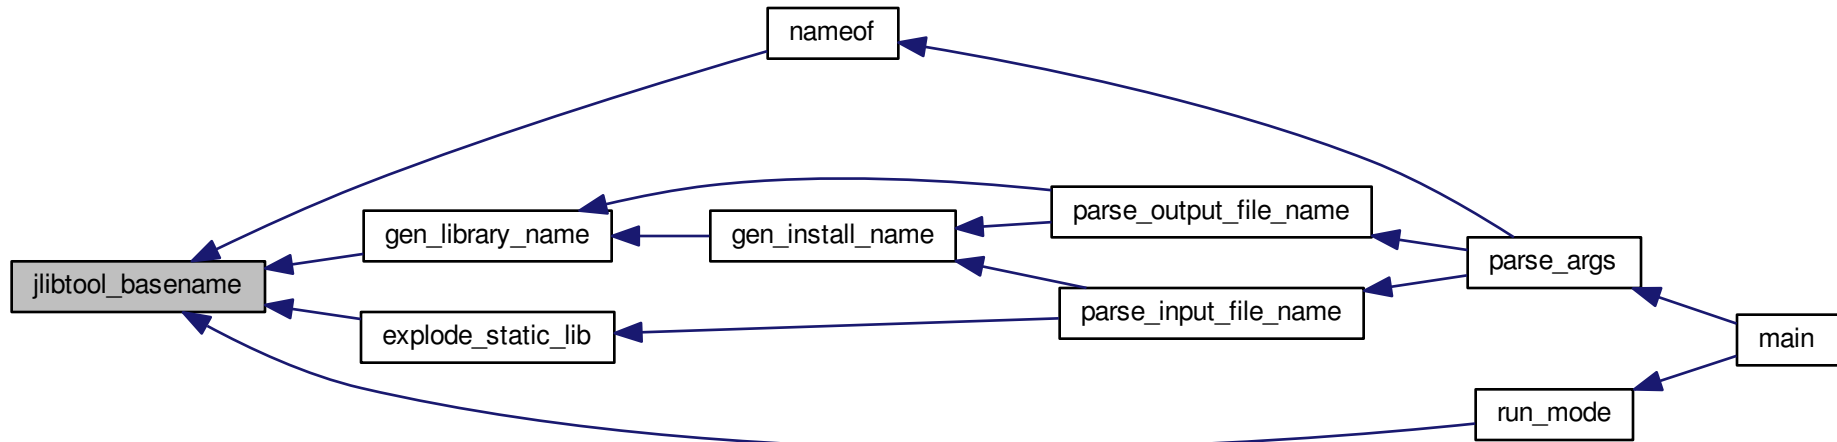 nameof
parse_output_file_name
gen_library_name
gen_install_name
parse_args
jlibtool_basename
parse_input_file_name
explode_static_lib
main
run_mode